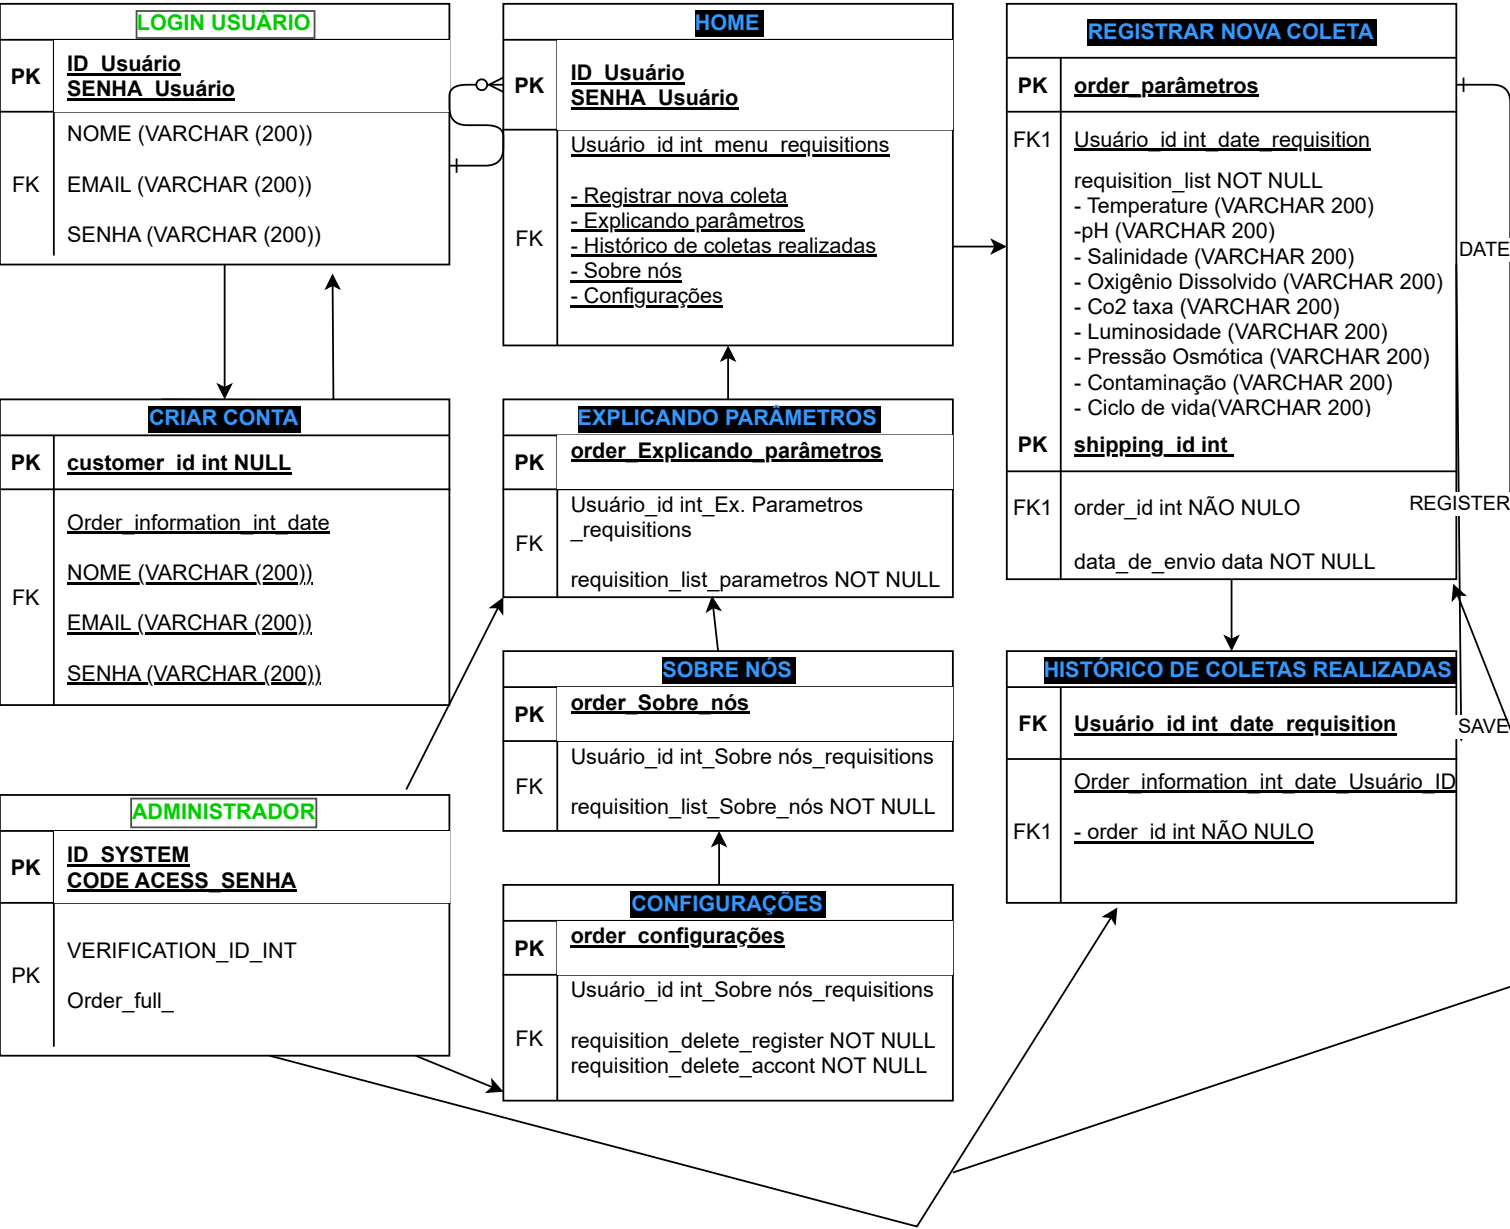 LOGIN USUÁRIO
PK
ID_Usuário
SENHA_Usuário
FK
NOME (VARCHAR (200))
EMAIL (VARCHAR (200))
SENHA (VARCHAR (200))
HOME
PK
ID_Usuário
SENHA_Usuário
FK
Usuário_id int_menu_requisitions
- Registrar nova coleta
- Explicando parâmetros
- Histórico de coletas realizadas
- Sobre nós
- Configurações
REGISTRAR NOVA COLETA
PK
order_parâmetros
FK1
Usuário_id int_date_requisition
requisition_list NOT NULL
- Temperature (VARCHAR 200)
-pH (VARCHAR 200)
- Salinidade (VARCHAR 200)
- Oxigênio Dissolvido (VARCHAR 200)
- Co2 taxa (VARCHAR 200)
- Luminosidade (VARCHAR 200)
- Pressão Osmótica (VARCHAR 200)
- Contaminação (VARCHAR 200)
- Ciclo de vida(VARCHAR 200)
PK
shipping_id int
FK1
order_id int NÃO NULO
data_de_envio data NOT NULL
DATE
REGISTER
SAVE
CRIAR CONTA
PK
customer_id int NULL
FK
Order_information_int_date
NOME (VARCHAR (200))
EMAIL (VARCHAR (200))
SENHA (VARCHAR (200))
EXPLICANDO PARÂMETROS
PK
order_Explicando_parâmetros
FK
Usuário_id int_Ex. Parametros
_requisitions
requisition_list_parametros NOT NULL
SOBRE NÓS
PK
order_Sobre_nós
FK
Usuário_id int_Sobre nós_requisitions
requisition_list_Sobre_nós NOT NULL
HISTÓRICO DE COLETAS REALIZADAS
FK
Usuário_id int_date_requisition
FK1
Order_information_int_date_Usuário_ID
- order_id int NÃO NULO
ADMINISTRADOR
PK
ID_SYSTEM
CODE ACESS_SENHA
PK
VERIFICATION_ID_INT
Order_full_
CONFIGURAÇÕES
PK
order_configurações
FK
Usuário_id int_Sobre nós_requisitions
requisition_delete_register NOT NULL
requisition_delete_accont NOT NULL